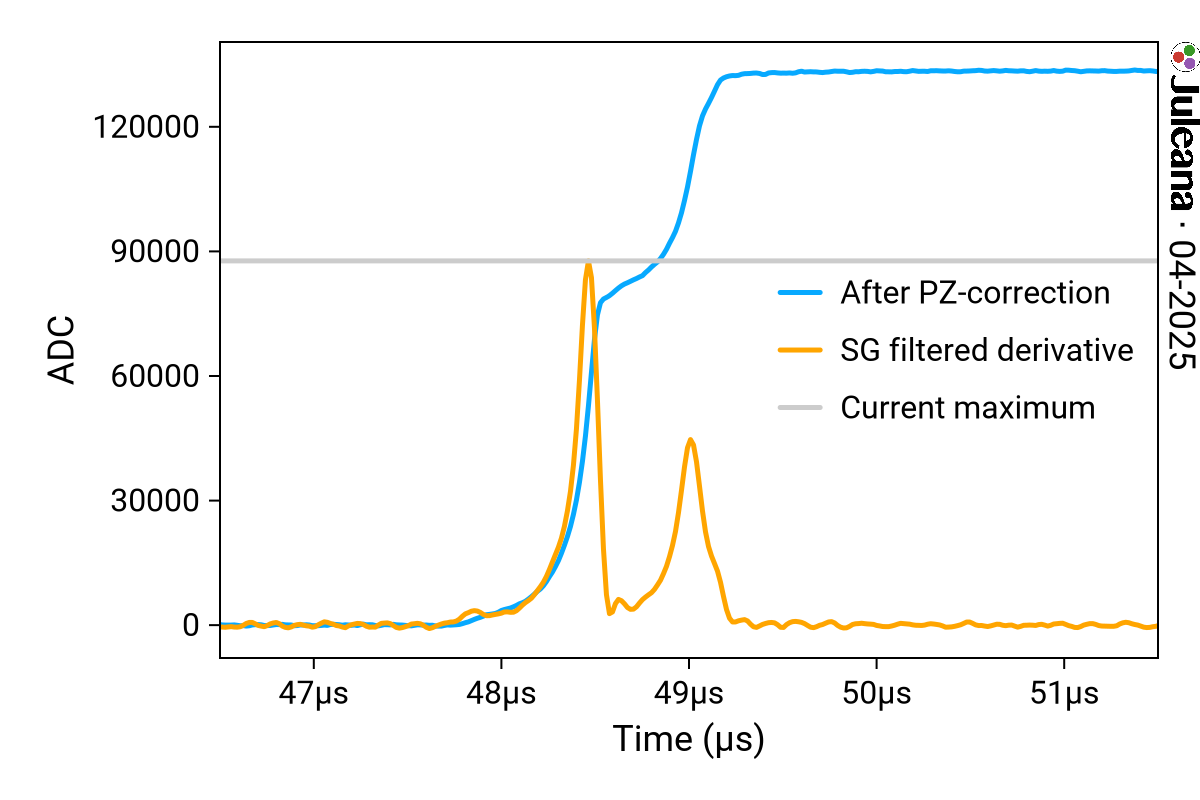 120000
90000
60000
30000
0
ADC
47µs
48µs
49µs
50µs
51µs
Time (µs)
After PZ-correction
SG filtered derivative
Current maximum
Juleana · 04-2025